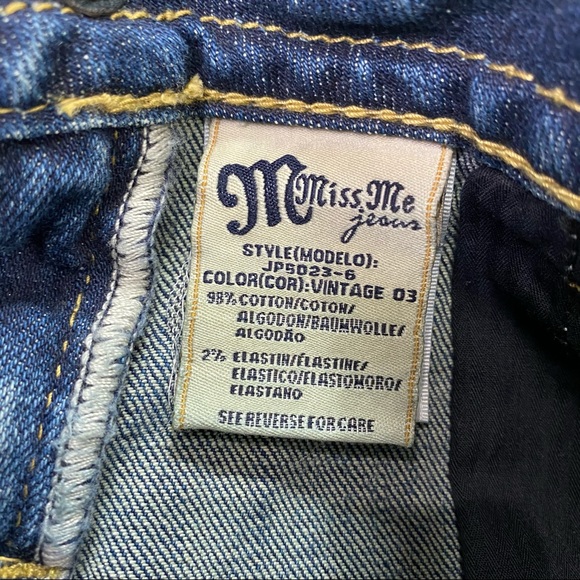 M Miss Me
jeans
STYLE(MODELO):
JP5023-6
COLOR(COR):VINTAGE 03
98% COTTON/COTON/
ALGODON/BAUMWOLLE/
ALGODÃO
2% ELASTIN/ÉLASTINE/
ELASTICO/ELASTOMORO/
ELASTANO
SEE REVERSE FOR CARE